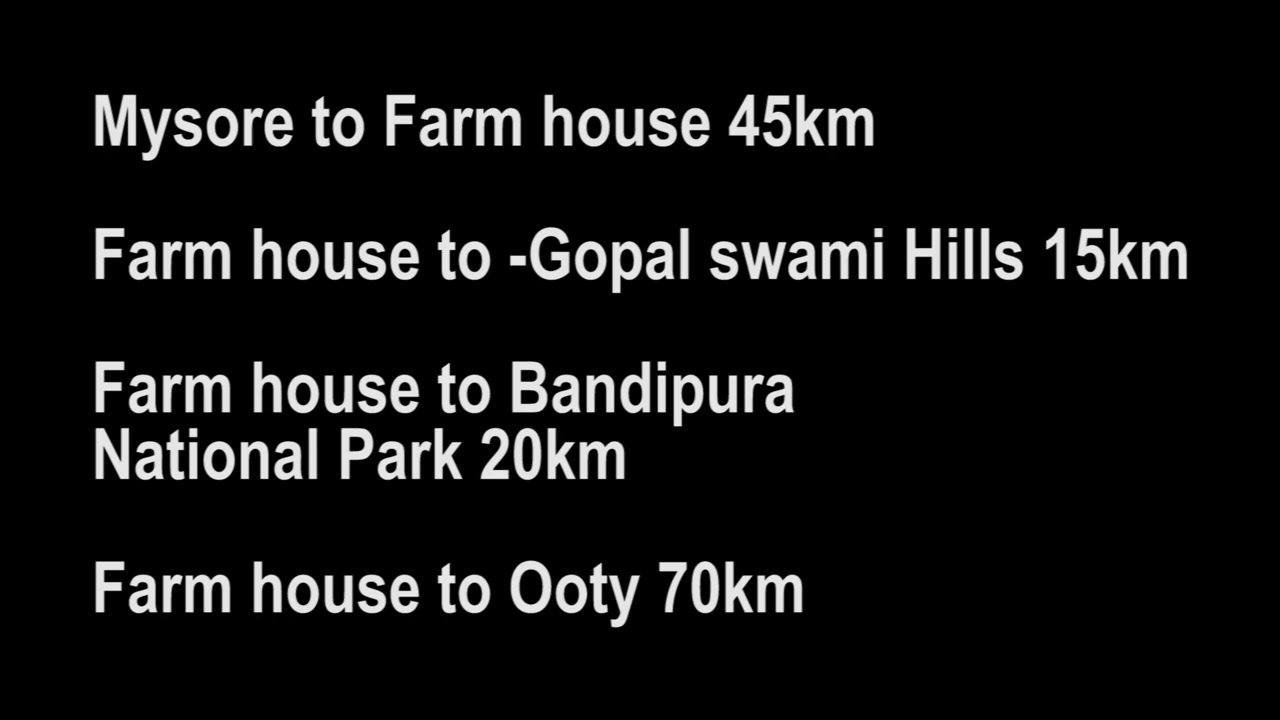 Mysore to Farm house 45km
Farm house to -Gopal swami Hills 15km
Farm house to Bandipura
National Park 20km
Farm house to Ooty 70km